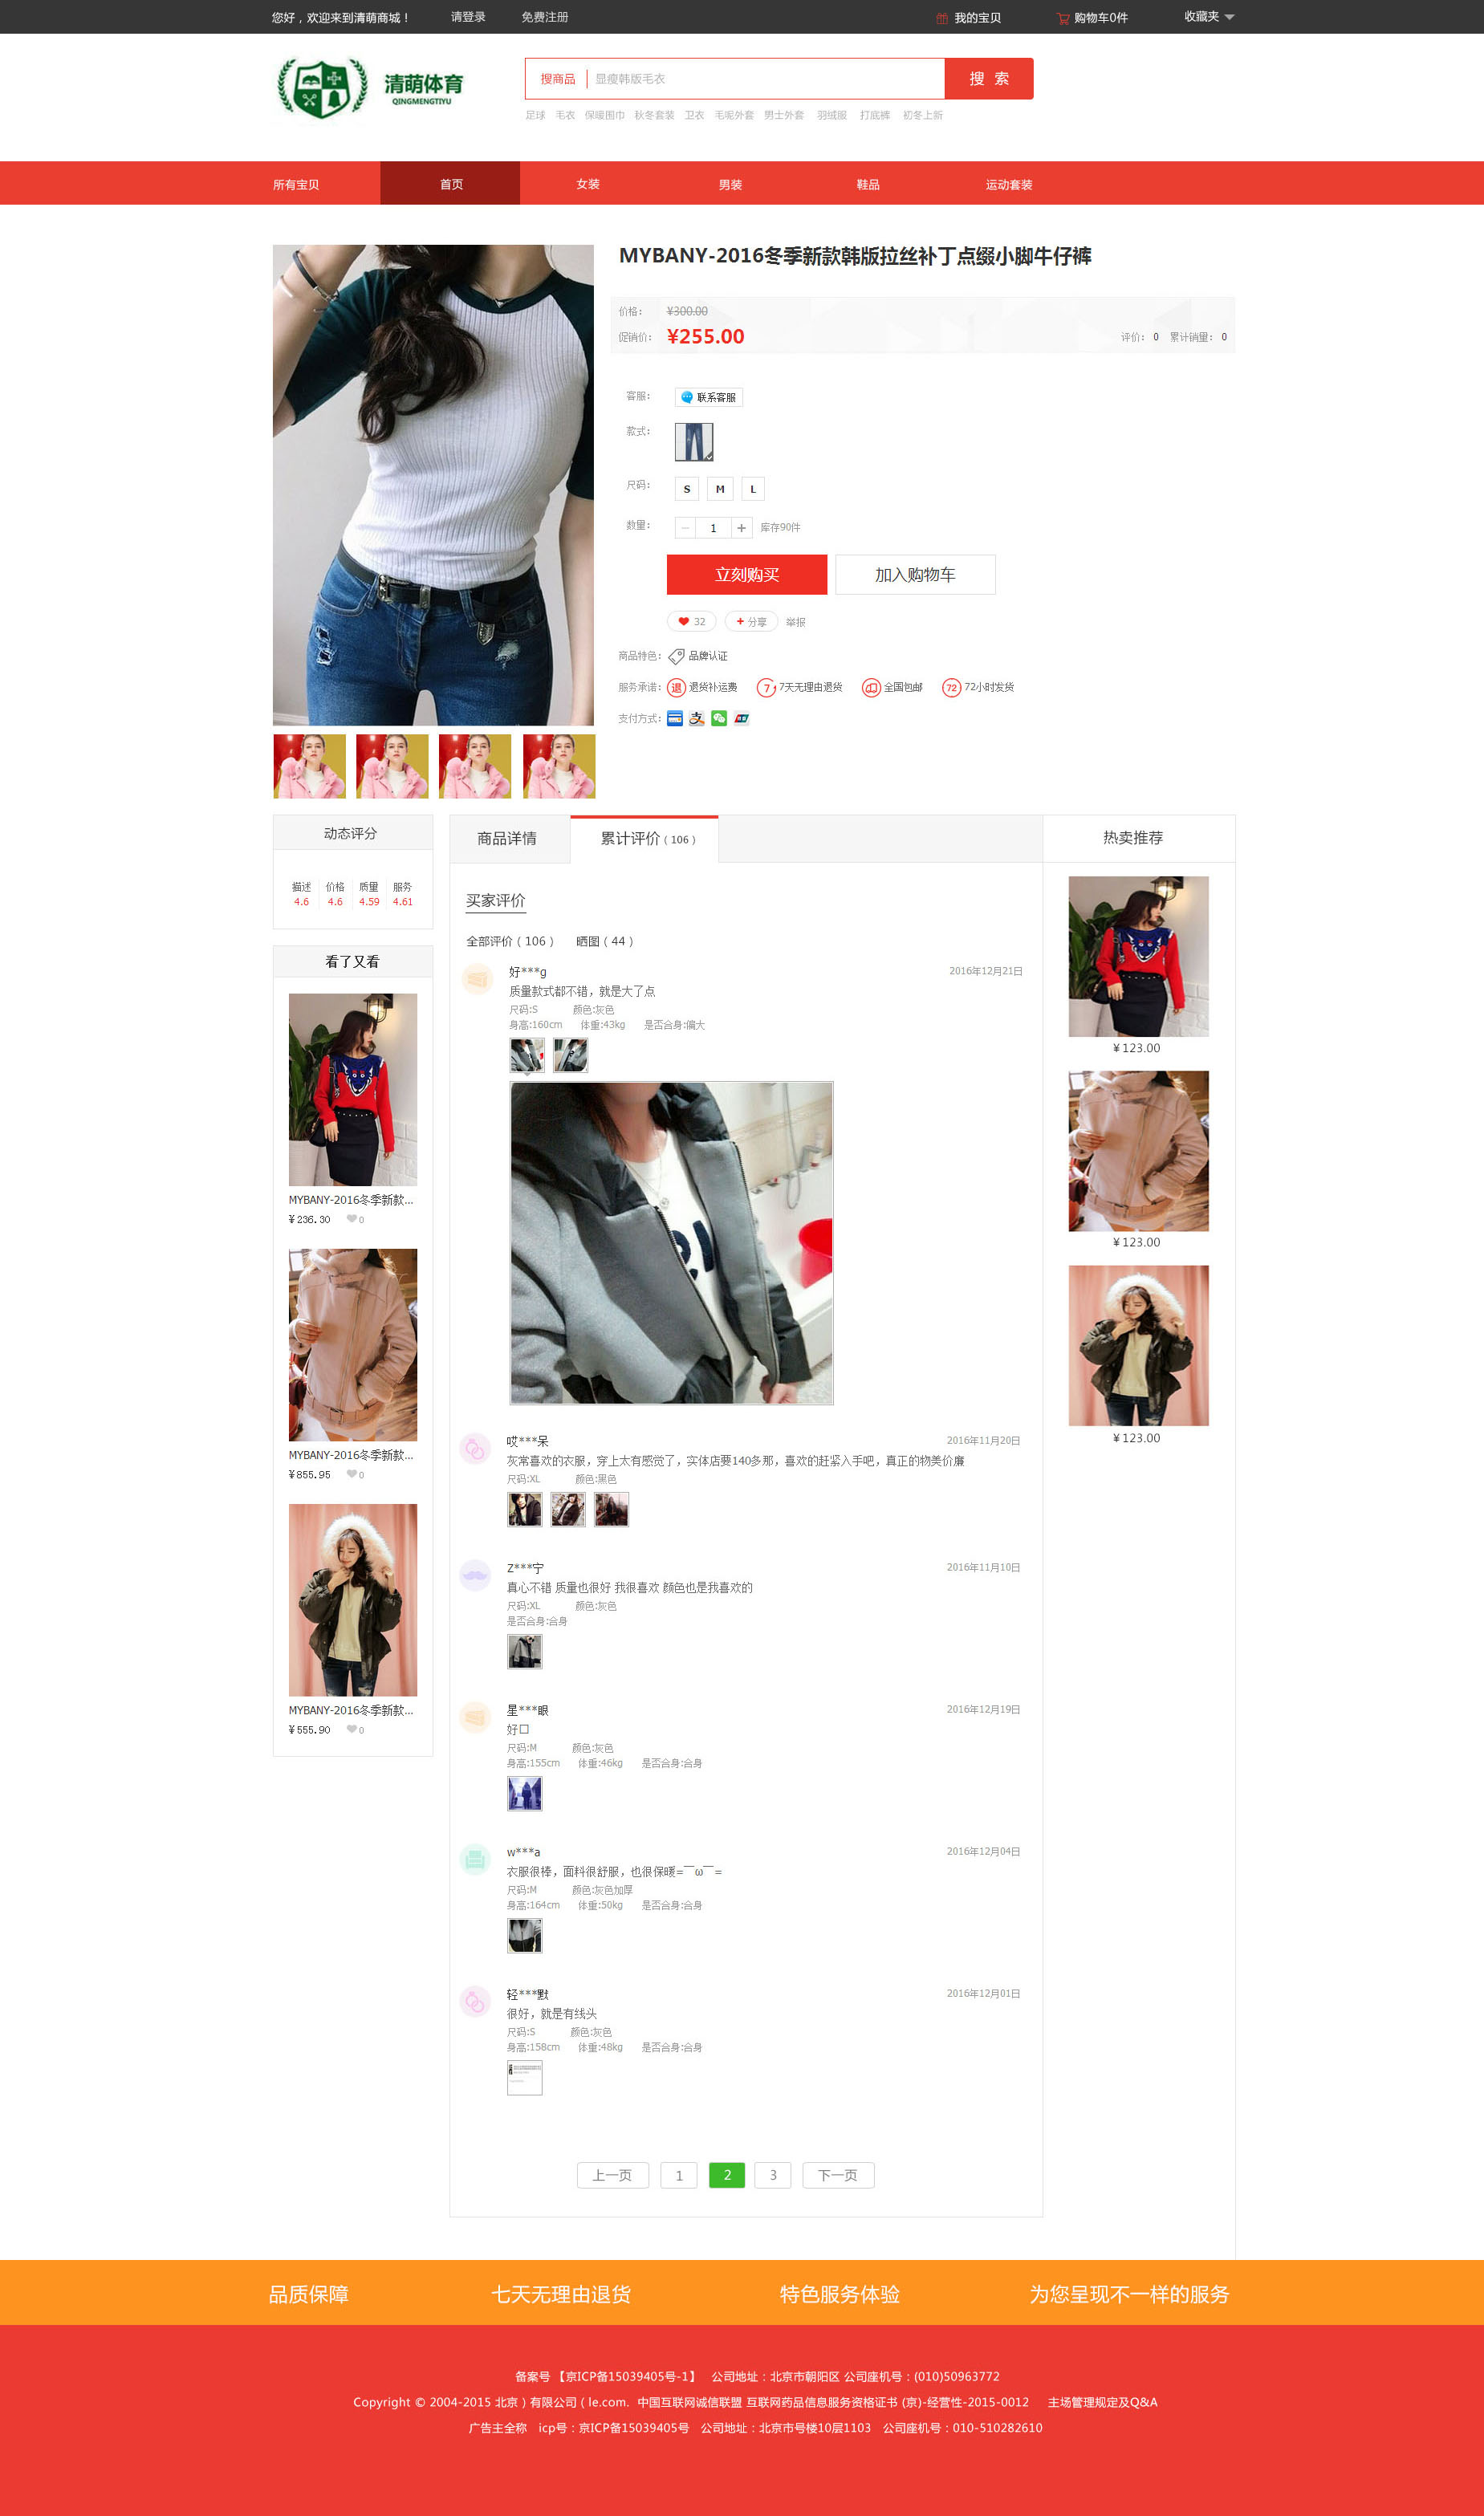 您好，欢迎来到清萌商城！ 请登录 免费注册 我的宝贝 购物车0件 收藏夹
清萌体育
QINGMENGTIYU
搜商品 显瘦韩版毛衣 搜 索
足球 毛衣 保暖围巾 秋冬套装 卫衣 毛呢外套 男士外套 羽绒服 打底裤 初冬上新
所有宝贝 首页 女装 男装 鞋品 运动套装
MYBANY-2016冬季新款韩版拉丝补丁点缀小脚牛仔裤
价格： ¥300.00
促销价： ¥255.00 评价： 0 累计销量： 0
客服： 联系客服
款式：
尺码： S M L
数量： 1 库存90件
立刻购买 加入购物车
32 分享 举报
商品特色： 品牌认证
服务承诺： 退 退货补运费 7 7天无理由退货 全国包邮 72 72小时发货
支付方式： 支
动态评分
描述 价格 质量 服务
4.6 4.6 4.59 4.61
看了又看
MYBANY-2016冬季新款...
¥236.30 0
MYBANY-2016冬季新款...
¥855.95 0
MYBANY-2016冬季新款...
¥555.90 0
商品详情 累计评价（106）
买家评价
全部评价（106） 晒图（44）
好***g 2016年12月21日
质量款式都不错，就是大了点
尺码:S 颜色:灰色
身高:160cm 体重:43kg 是否合身:偏大
哎***呆 2016年11月20日
灰常喜欢的衣服，穿上太有感觉了，实体店要140多那，喜欢的赶紧入手吧，真正的物美价廉
尺码:XL 颜色:黑色
Z***宁 2016年11月10日
真心不错 质量也很好 我很喜欢 颜色也是我喜欢的
尺码:XL 颜色:灰色
是否合身:合身
星***眼 2016年12月19日
好□
尺码:M 颜色:灰色
身高:155cm 体重:46kg 是否合身:合身
w***a 2016年12月04日
衣服很棒，面料很舒服，也很保暖=￣ω￣=
尺码:M 颜色:灰色加厚
身高:164cm 体重:50kg 是否合身:合身
轻***默 2016年12月01日
很好，就是有线头
尺码:S 颜色:灰色
身高:158cm 体重:48kg 是否合身:合身
上一页 1 2 3 下一页
热卖推荐
¥123.00
¥123.00
¥123.00
品质保障 七天无理由退货 特色服务体验 为您呈现不一样的服务
备案号 【京ICP备15039405号-1】 公司地址：北京市朝阳区 公司座机号：(010)50963772
Copyright © 2004-2015 北京）有限公司（le.com. 中国互联网诚信联盟 互联网药品信息服务资格证书 (京)-经营性-2015-0012 主场管理规定及Q&A
广告主全称 icp号：京ICP备15039405号 公司地址：北京市号楼10层1103 公司座机号：010-510282610